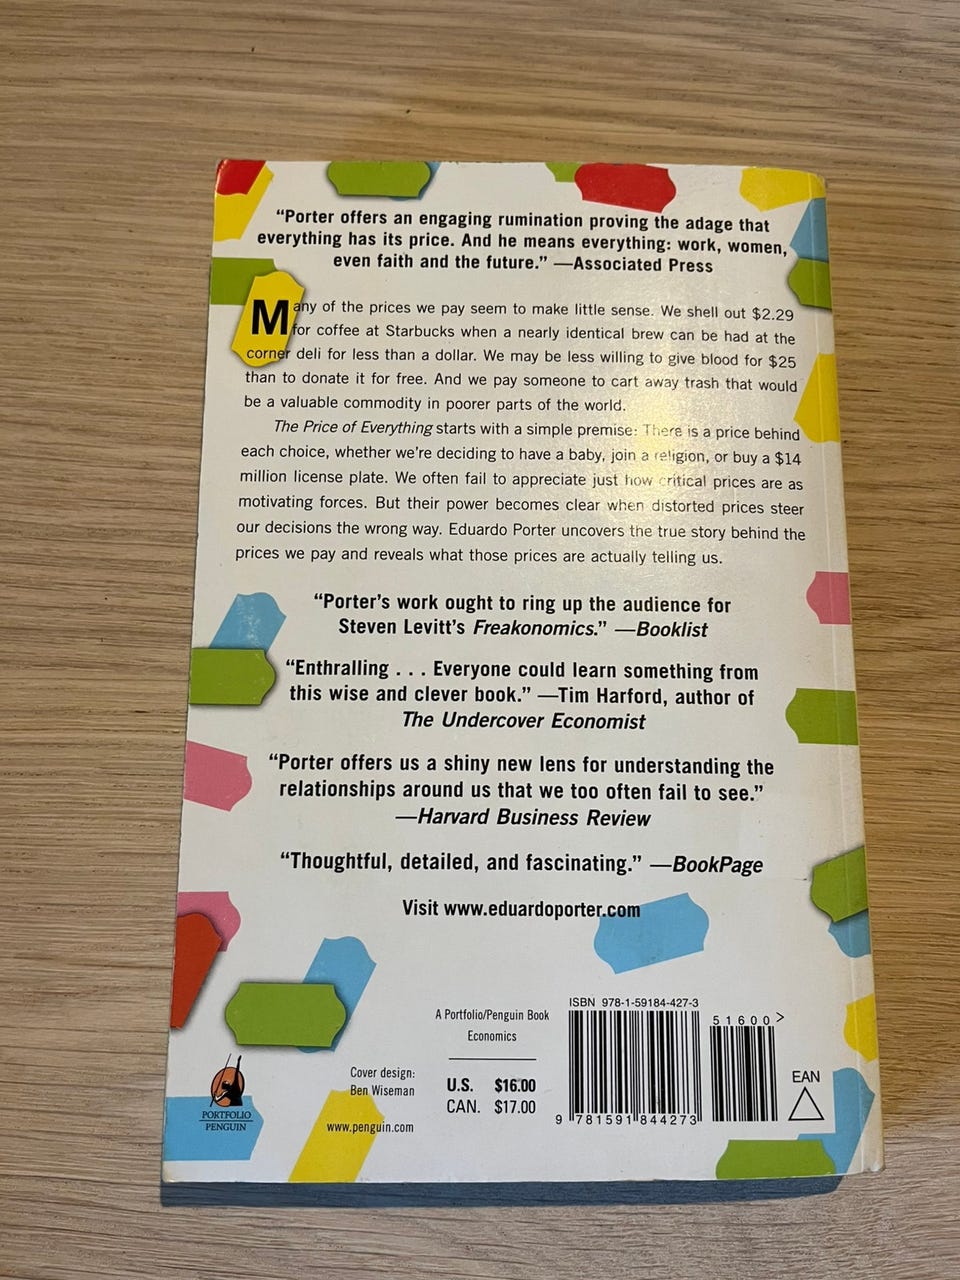 “Porter offers an engaging rumination proving the adage that
everything has its price. And he means everything: work, women,
even faith and the future.” —Associated Press
Many of the prices we pay seem to make little sense. We shell out $2.29
for coffee at Starbucks when a nearly identical brew can be had at the
corner deli for less than a dollar. We may be less willing to give blood for $25
than to donate it for free. And we pay someone to cart away trash that would
be a valuable commodity in poorer parts of the world.
The Price of Everything starts with a simple premise: There is a price behind
each choice, whether we’re deciding to have a baby, join a religion, or buy a $14
million license plate. We often fail to appreciate just how critical prices are as
motivating forces. But their power becomes clear when distorted prices steer
our decisions the wrong way. Eduardo Porter uncovers the true story behind the
prices we pay and reveals what those prices are actually telling us.
“Porter’s work ought to ring up the audience for
Steven Levitt’s Freakonomics.” —Booklist
“Enthralling . . . Everyone could learn something from
this wise and clever book.” —Tim Harford, author of
The Undercover Economist
“Porter offers us a shiny new lens for understanding the
relationships around us that we too often fail to see.”
—Harvard Business Review
“Thoughtful, detailed, and fascinating.” —BookPage
Visit www.eduardoporter.com
PORTFOLIO
PENGUIN
Cover design:
Ben Wiseman
www.penguin.com
A Portfolio/Penguin Book
Economics
U.S. $16.00
CAN. $17.00
ISBN 978-1-59184-427-3
51600>
9 781591 844273
EAN